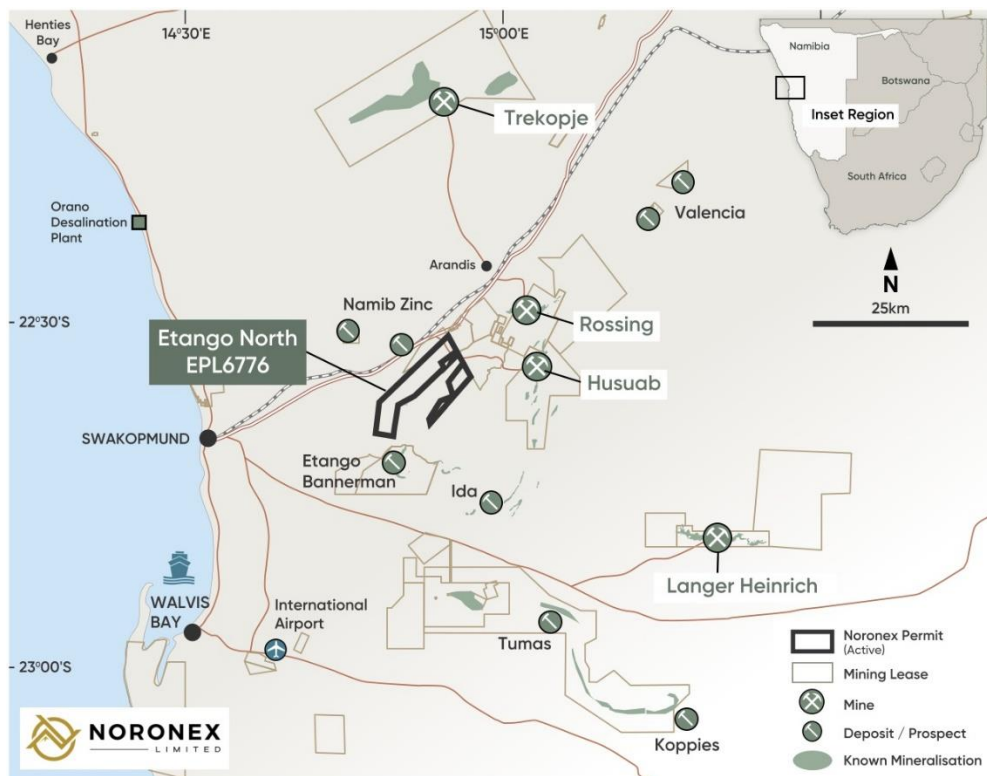 Henties
Bay
14°30'E
15°00'E
Namibia
Botswana
Inset Region
South Africa
N
25km
Trekopje
Orano
Desalination
Plant
Valencia
Arandis
22°30'S
Namib Zinc
Rossing
Etango North
EPL6776
Husuab
SWAKOPMUND
Etango
Bannerman
Ida
Langer Heinrich
WALVIS
BAY
International
Airport
Tumas
23°00'S
Koppies
Noronex Permit
(Active)
Mining Lease
Mine
Deposit / Prospect
Known Mineralisation
NORONEX
LIMITED